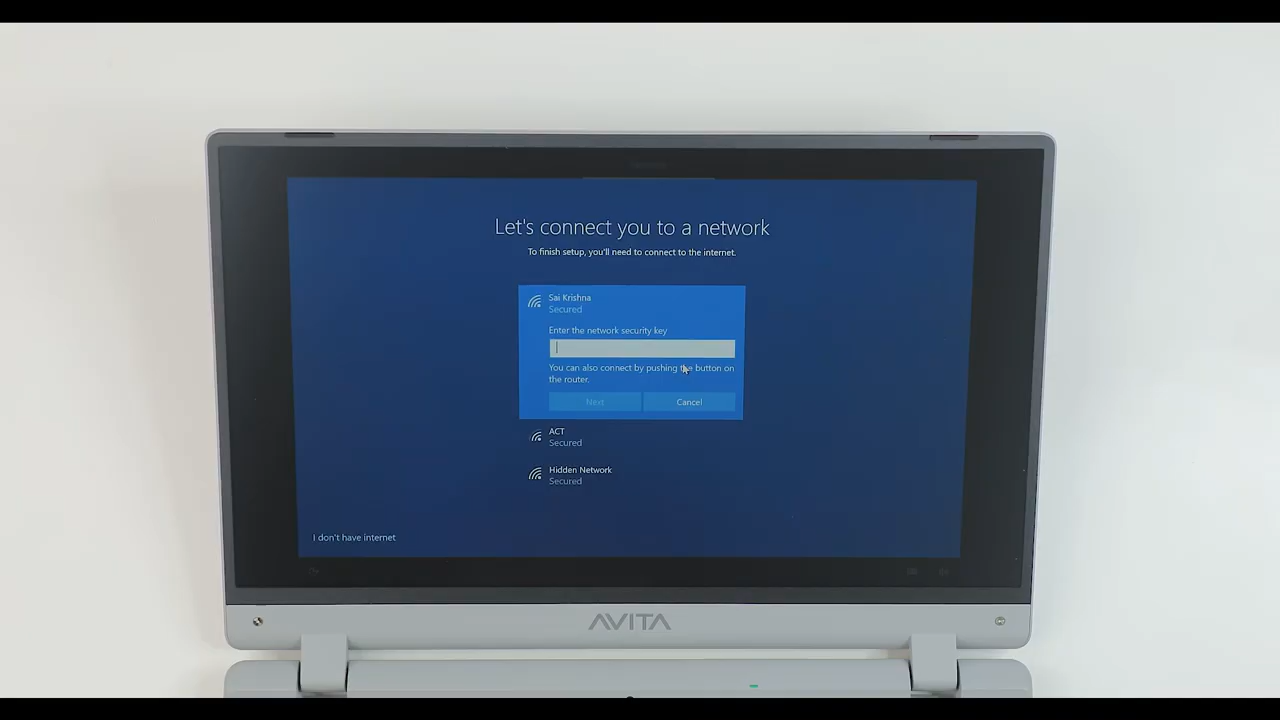 Let's connect you to a network
To finish setup, you'll need to connect to the internet.
Sai Krishna
Secured
Enter the network security key
You can also connect by pushing the button on
the router.
Next
Cancel
ACT
Secured
Hidden Network
Secured
I don't have internet
AVITA